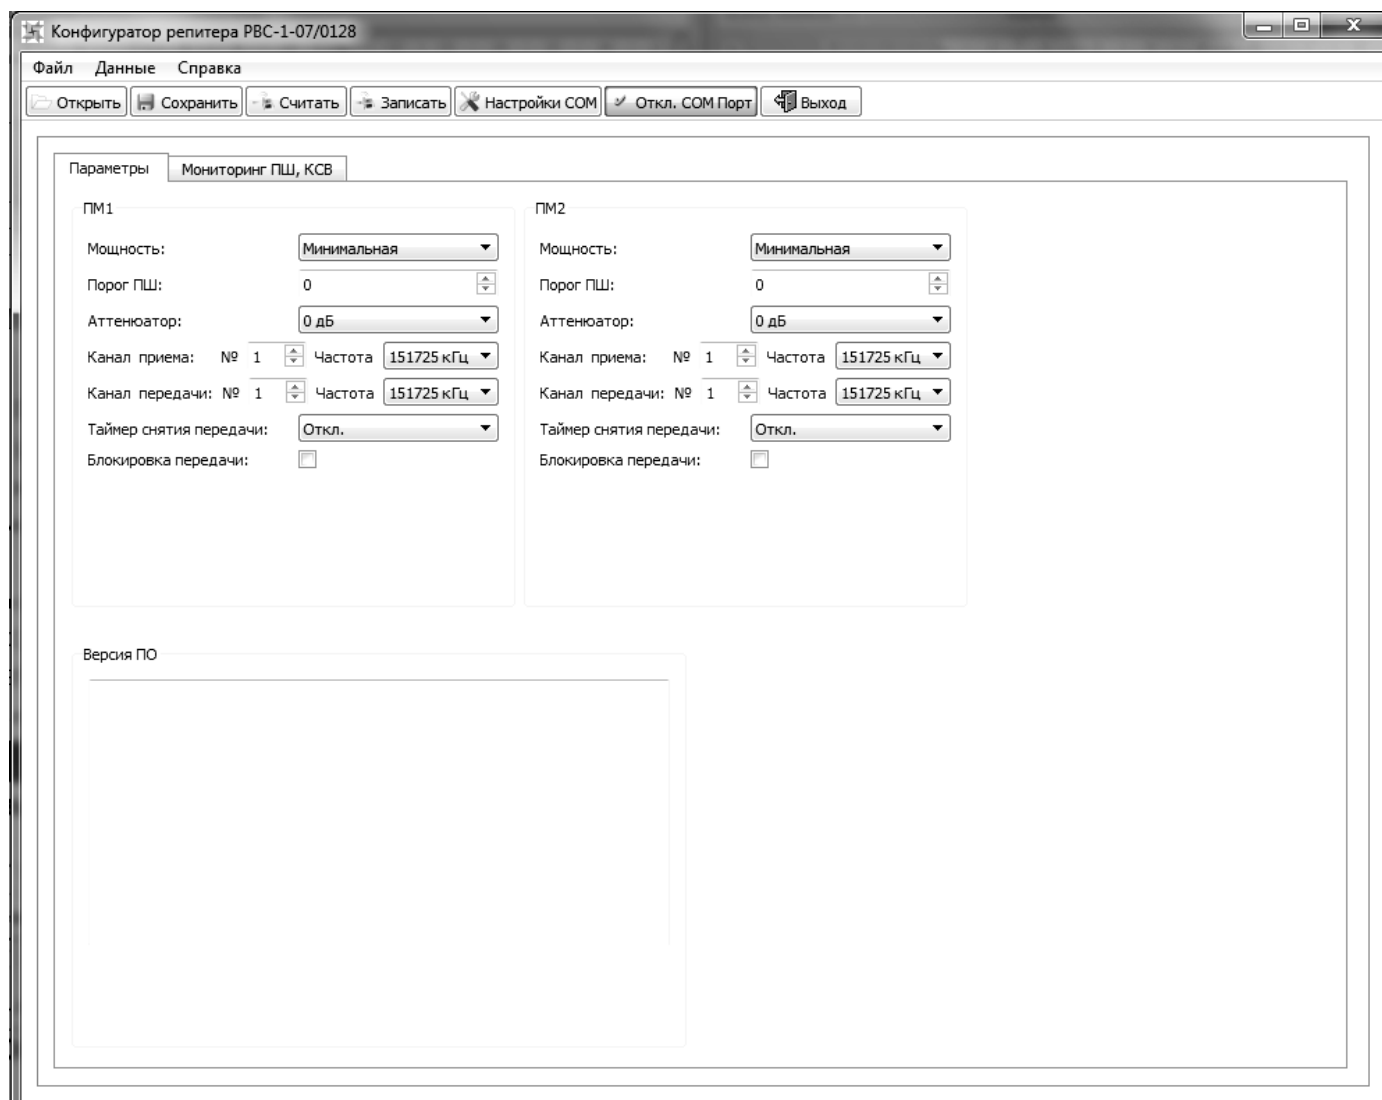 Конфигуратор репитера РВС-1-07/0128
Файл Данные Справка
Открыть Сохранить Считать Записать Настройки COM Откл. COM Порт Выход
Параметры Мониторинг ПШ, КСВ
ПМ1 ПМ2
Мощность: Минимальная Мощность: Минимальная
Порог ПШ: 0 Порог ПШ: 0
Аттенюатор: 0 дБ Аттенюатор: 0 дБ
Канал приема: № 1 Частота 151725 кГц Канал приема: № 1 Частота 151725 кГц
Канал передачи: № 1 Частота 151725 кГц Канал передачи: № 1 Частота 151725 кГц
Таймер снятия передачи: Откл. Таймер снятия передачи: Откл.
Блокировка передачи: Блокировка передачи:
Версия ПО